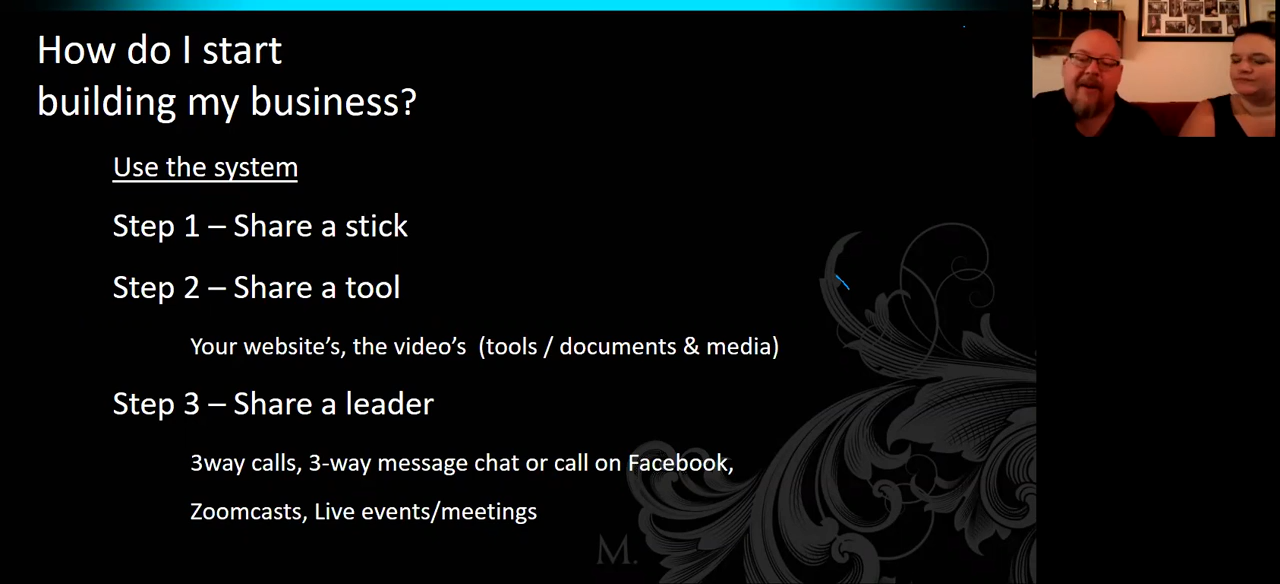 How do I start
building my business?
Use the system
Step 1 – Share a stick
Step 2 – Share a tool
Your website's, the video's (tools / documents & media)
Step 3 – Share a leader
3way calls, 3-way message chat or call on Facebook,
Zoomcasts, Live events/meetings
M.